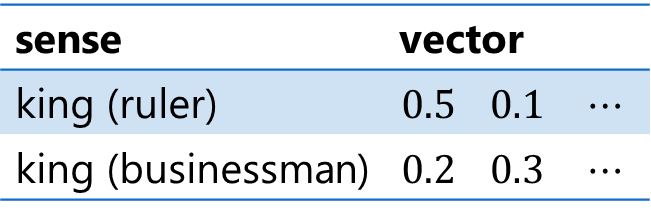 sense vector
king (ruler) 0.5 0.1 ⋯
king (businessman) 0.2 0.3 ⋯